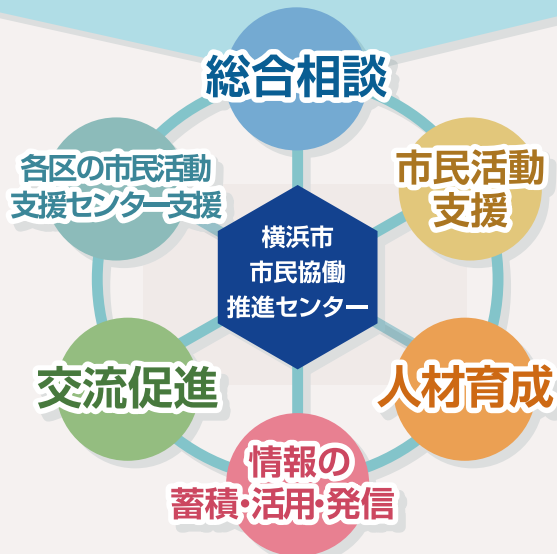 総合相談
各区の市民活動
支援センター支援
市民活動
支援
横浜市
市民協働
推進センター
交流促進
人材育成
情報の
蓄積・活用・発信